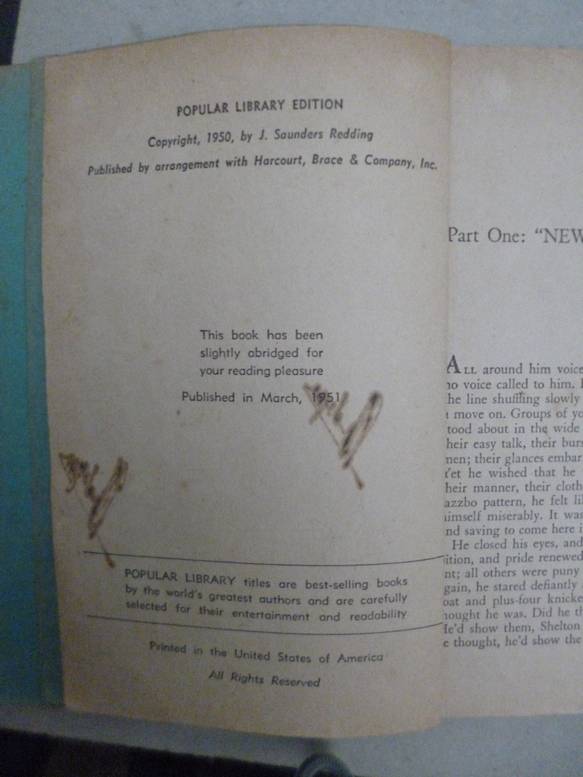 POPULAR LIBRARY EDITION
Copyright, 1950, by J. Saunders Redding
Published by arrangement with Harcourt, Brace & Company, Inc.
This book has been
slightly abridged for
your reading pleasure
Published in March, 1951
POPULAR LIBRARY titles are best-selling books
by the world's greatest authors and are carefully
selected for their entertainment and readability
Printed in the United States of America
All Rights Reserved
Part One: "NEW
ALL around him voice
no voice called to him.
he line shuffling slowly
move on. Groups of yo
tood about in the wide
heir easy talk, their burs
men; their glances embar
et he wished that he
heir manner, their cloth
azzbo pattern, he felt li
imself miserably. It was
nd saving to come here i
He closed his eyes, and
ition, and pride renewed
nt; all others were puny
gain, he stared defiantly
oat and plus-four knicke
hought he was. Did he th
He'd show them, Shelton
e thought, he'd show the